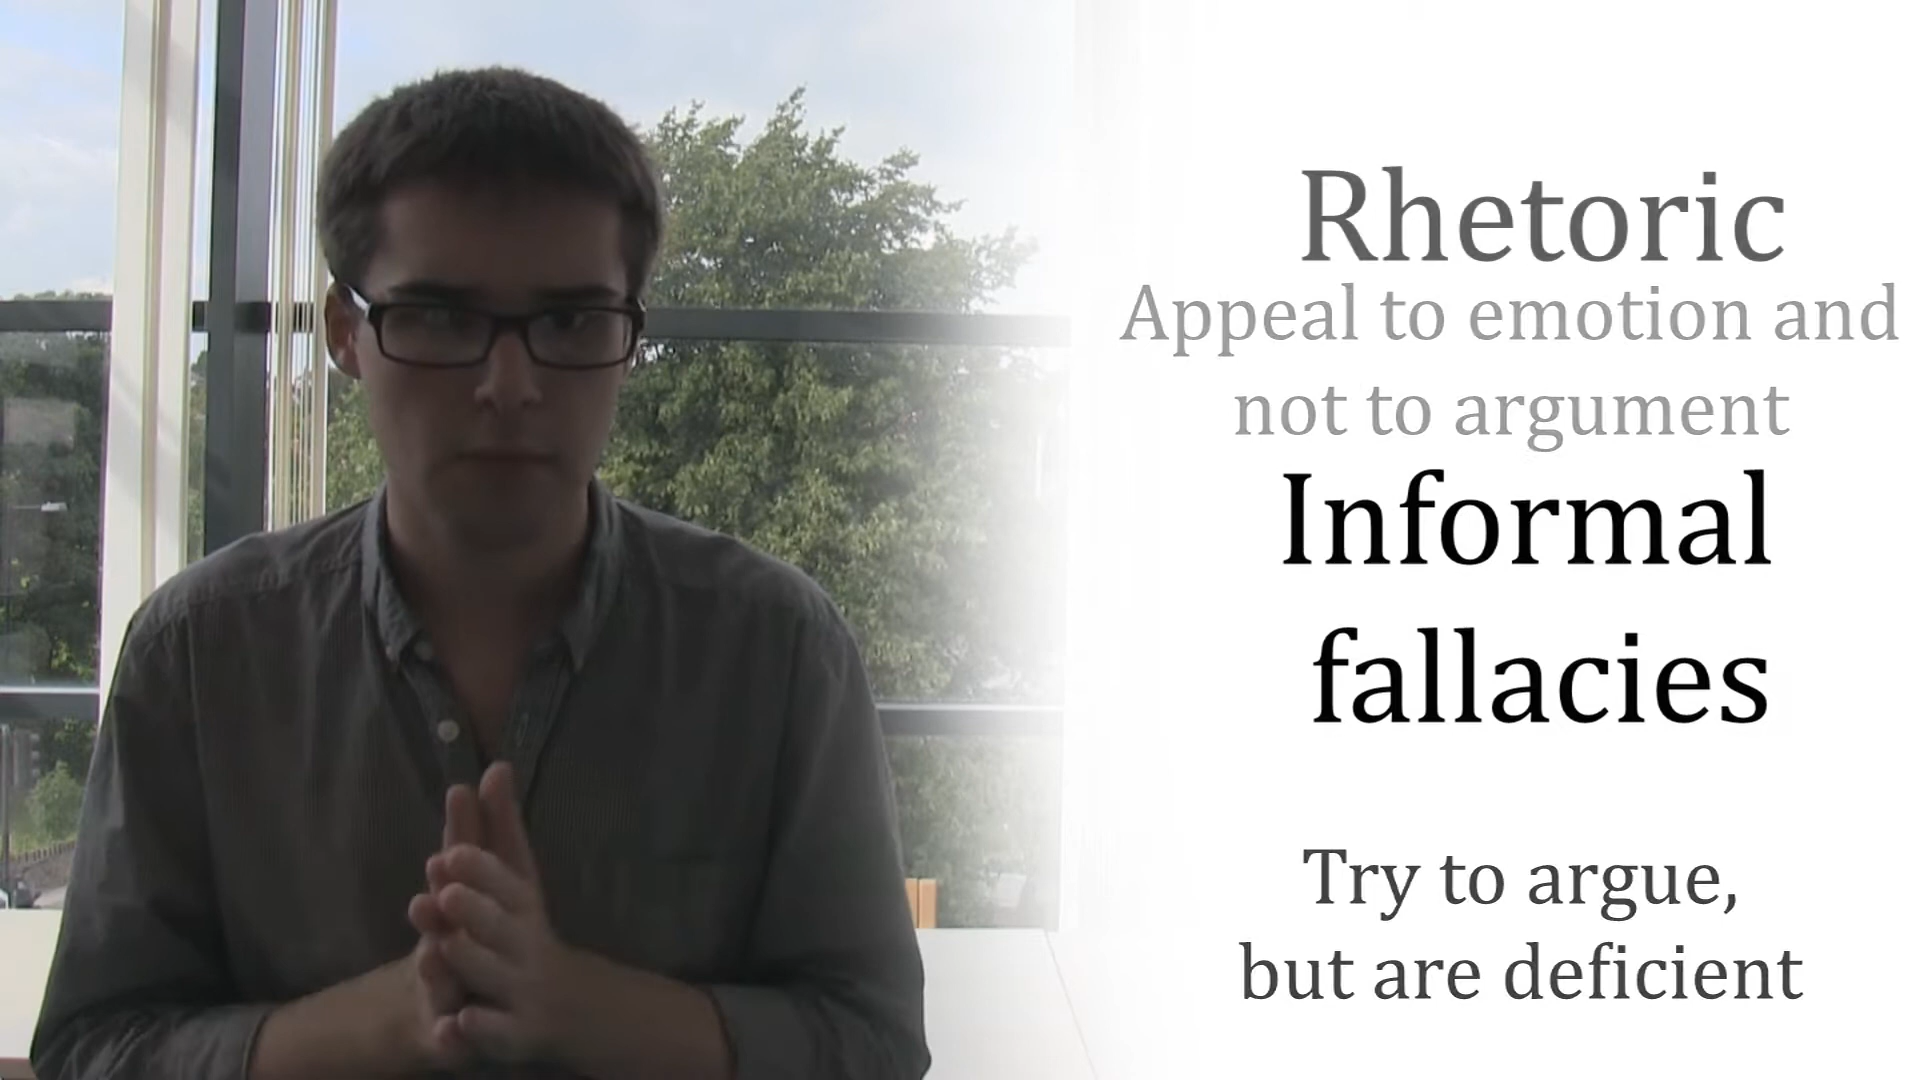 Rhetoric
Appeal to emotion and
not to argument
Informal
fallacies
Try to argue,
but are deficient